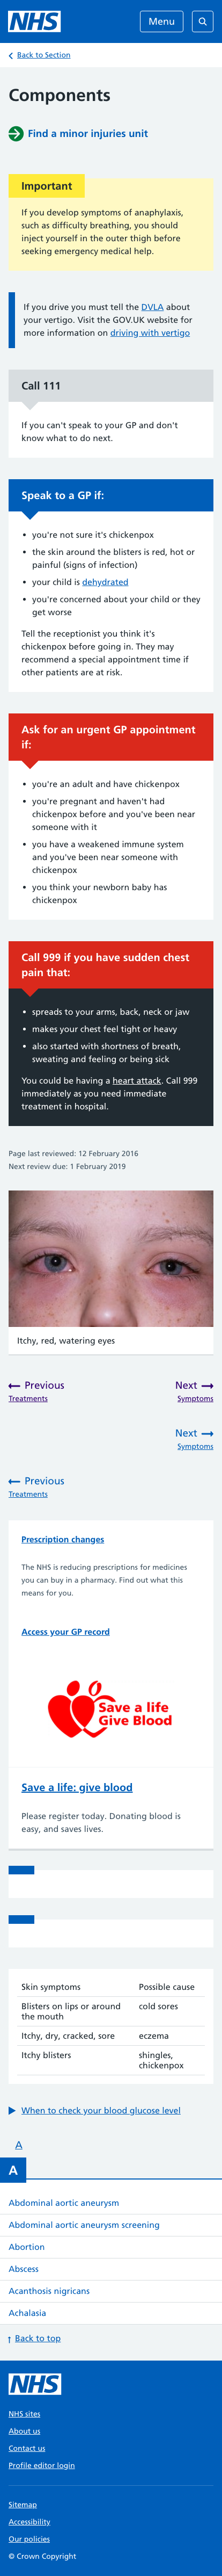 NHS
Menu
Back to Section
Components
Find a minor injuries unit
Important
If you develop symptoms of anaphylaxis,
such as difficulty breathing, you should
inject yourself in the outer thigh before
seeking emergency medical help.
If you drive you must tell the DVLA about
your vertigo. Visit the GOV.UK website for
more information on driving with vertigo
Call 111
If you can't speak to your GP and don't
know what to do next.
Speak to a GP if:
you're not sure it's chickenpox
the skin around the blisters is red, hot or
painful (signs of infection)
your child is dehydrated
you're concerned about your child or they
get worse
Tell the receptionist you think it's
chickenpox before going in. They may
recommend a special appointment time if
other patients are at risk.
Ask for an urgent GP appointment
if:
you're an adult and have chickenpox
you're pregnant and haven't had
chickenpox before and you've been near
someone with it
you have a weakened immune system
and you've been near someone with
chickenpox
you think your newborn baby has
chickenpox
Call 999 if you have sudden chest
pain that:
spreads to your arms, back, neck or jaw
makes your chest feel tight or heavy
also started with shortness of breath,
sweating and feeling or being sick
You could be having a heart attack. Call 999
immediately as you need immediate
treatment in hospital.
Page last reviewed: 12 February 2016
Next review due: 1 February 2019
Itchy, red, watering eyes
Previous
Treatments
Next
Symptoms
Next
Symptoms
Previous
Treatments
Prescription changes
The NHS is reducing prescriptions for medicines
you can buy in a pharmacy. Find out what this
means for you.
Access your GP record
Save a life
Give Blood
Save a life: give blood
Please register today. Donating blood is
easy, and saves lives.
Skin symptoms Possible cause
Blisters on lips or around
the mouth
cold sores
Itchy, dry, cracked, sore eczema
Itchy blisters shingles,
chickenpox
When to check your blood glucose level
A
A
Abdominal aortic aneurysm
Abdominal aortic aneurysm screening
Abortion
Abscess
Acanthosis nigricans
Achalasia
Back to top
NHS
NHS sites
About us
Contact us
Profile editor login
Sitemap
Accessibility
Our policies
© Crown Copyright